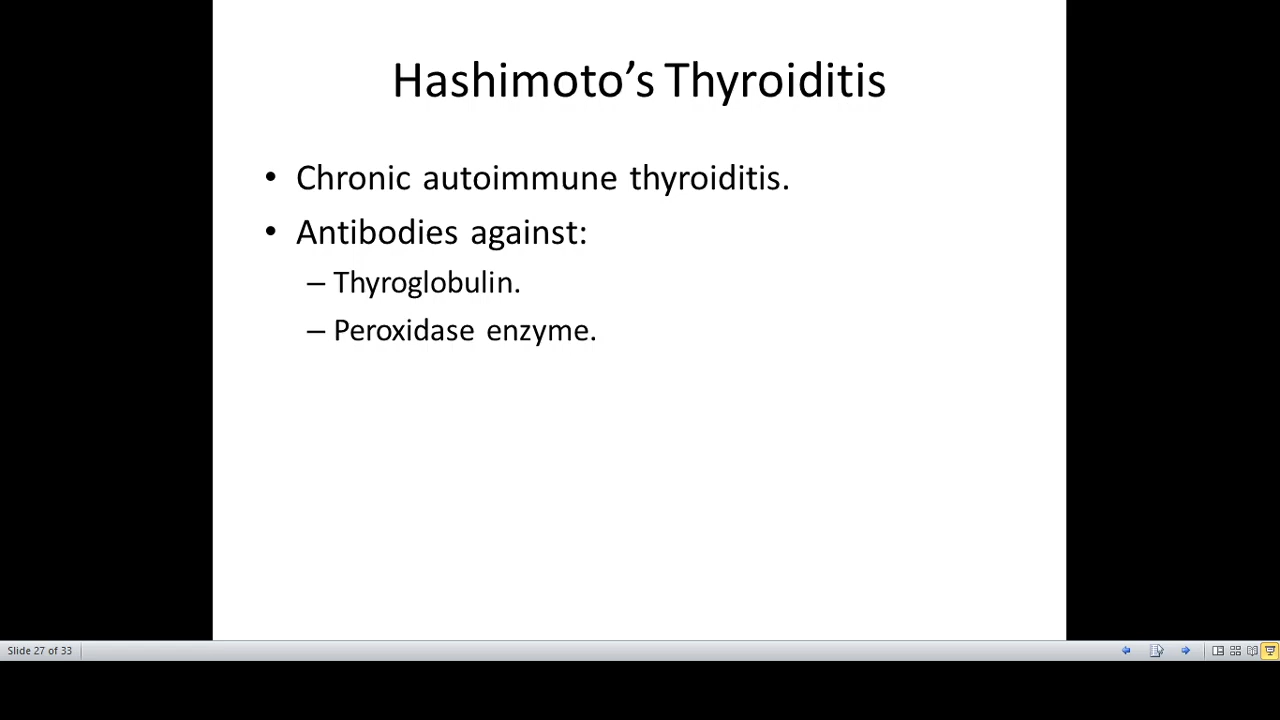 Hashimoto’s Thyroiditis
• Chronic autoimmune thyroiditis.
• Antibodies against:
– Thyroglobulin.
– Peroxidase enzyme.
Slide 27 of 33